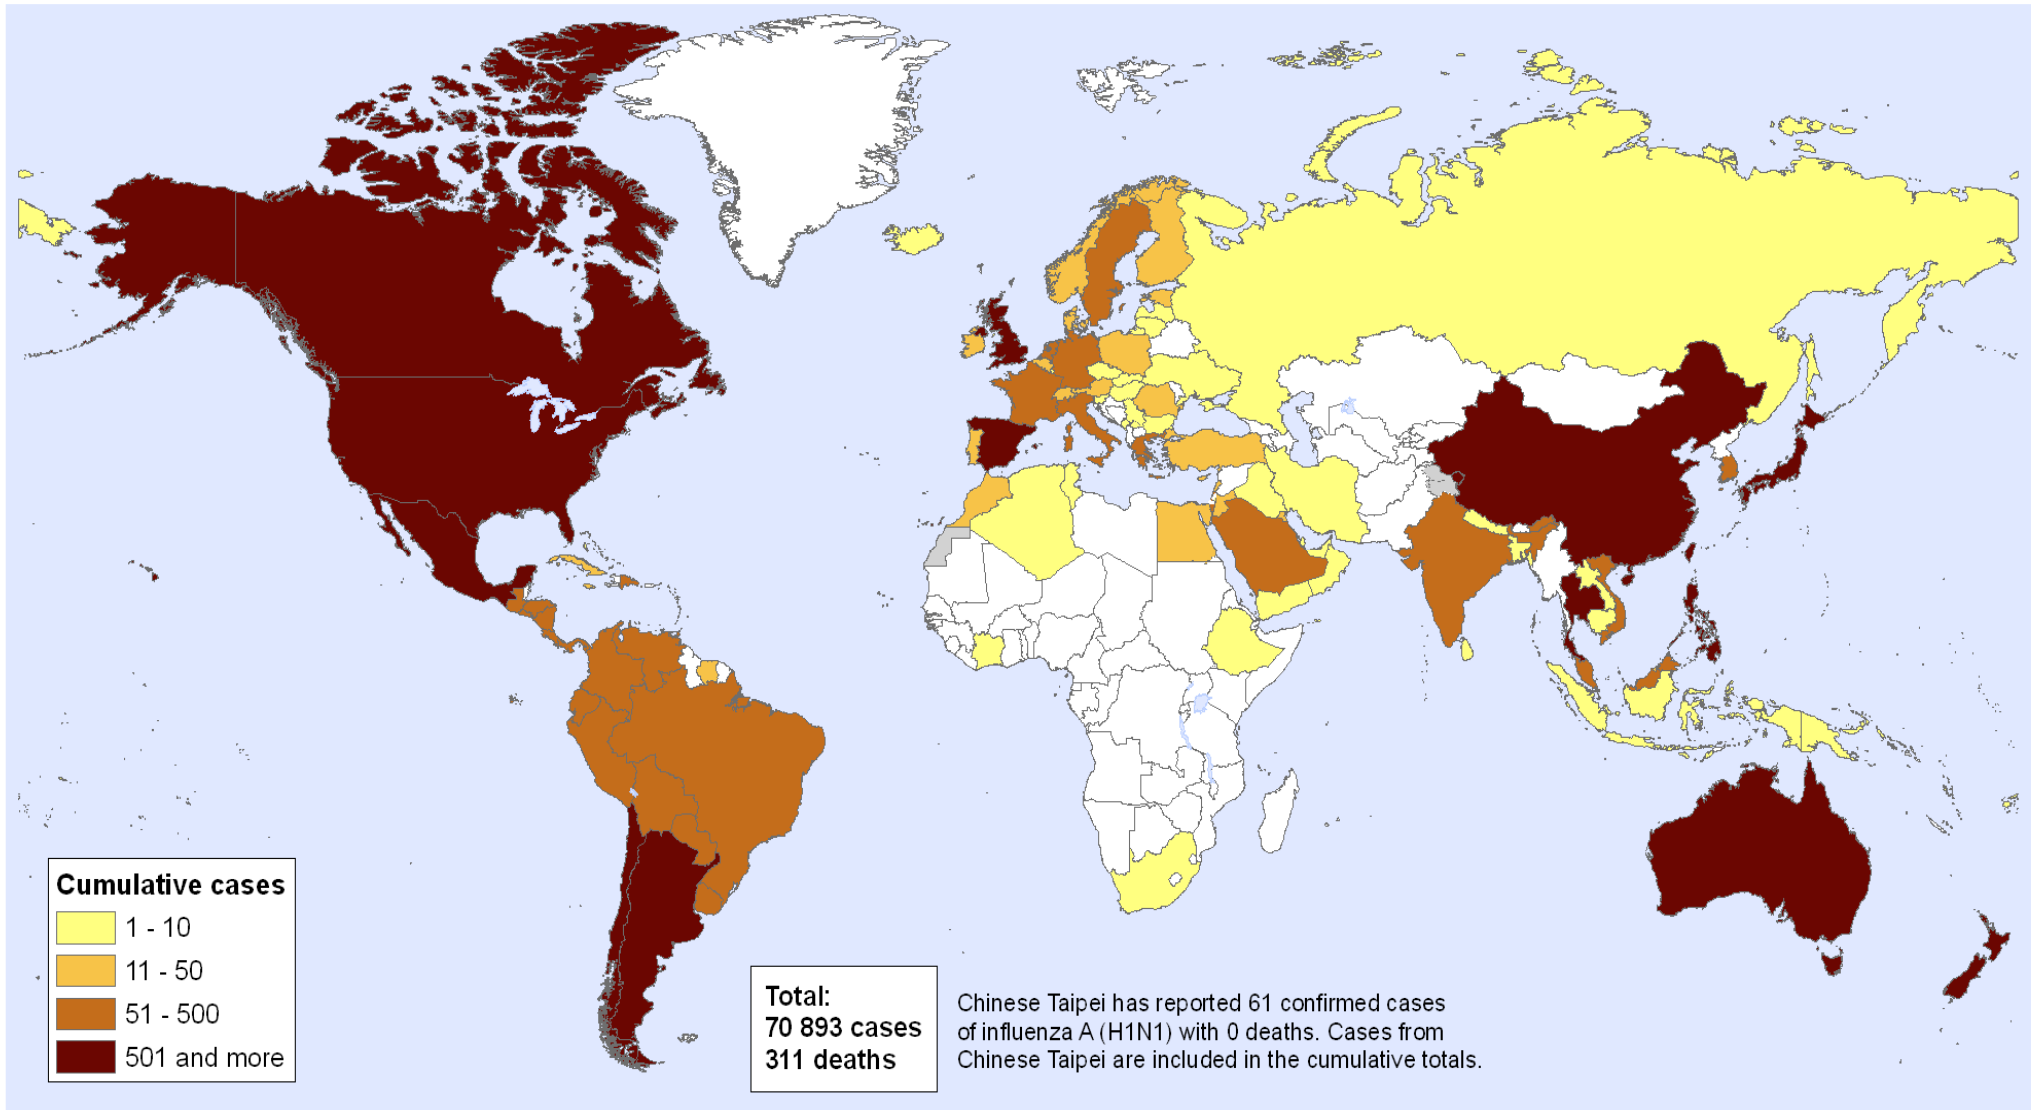 Cumulative cases
1 - 10
11 - 50
51 - 500
501 and more
Total:
70 893 cases
311 deaths
Chinese Taipei has reported 61 confirmed cases
of influenza A (H1N1) with 0 deaths. Cases from
Chinese Taipei are included in the cumulative totals.